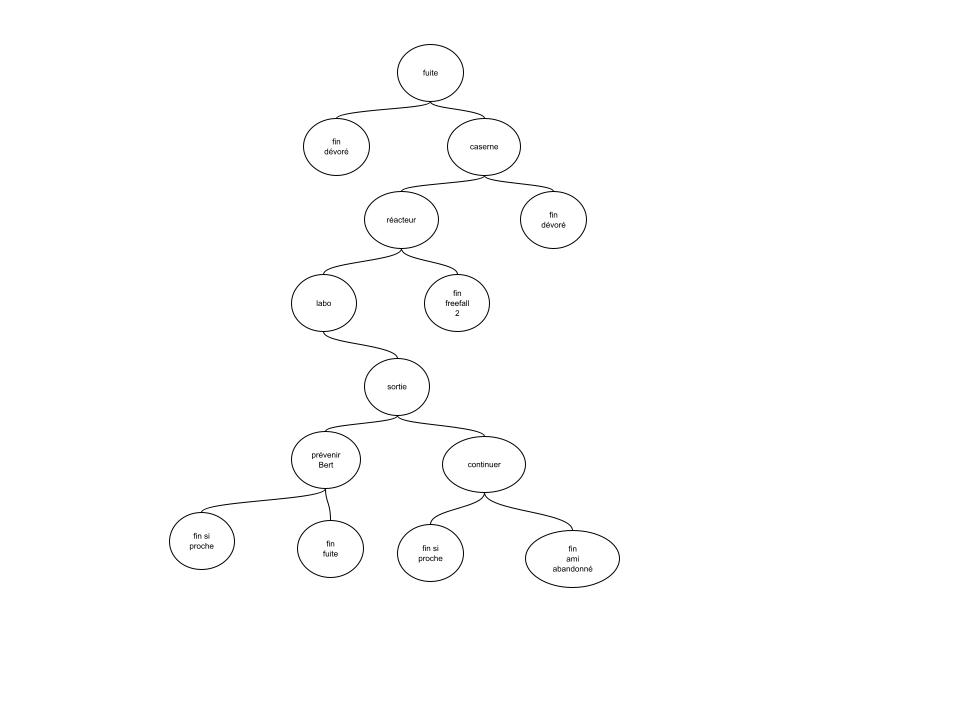 fuite
fin
dévoré
caserne
réacteur
fin
dévoré
labo
fin
freefall
2
sortie
prévenir
Bert
continuer
fin si
proche
fin
fuite
fin si
proche
fin
ami
abandonné